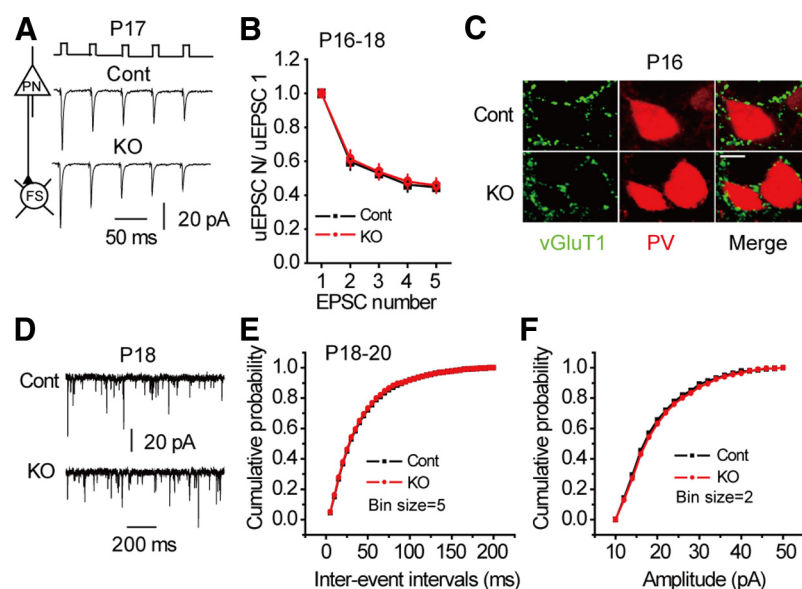 A
P17
Cont
PN
KO
FS
20 pA
50 ms
B
P16-18
uEPSC N/ uEPSC 1
1.2
1.0
0.8
0.6
0.4
0.2
0.0
Cont
KO
1 2 3 4 5
EPSC number
C
P16
Cont
KO
vGluT1 PV Merge
D
P18
Cont
20 pA
KO
200 ms
E
P18-20
Cumulative probability
1.0
0.8
0.6
0.4
0.2
0.0
Cont
KO
Bin size=5
0 50 100 150 200
Inter-event intervals (ms)
F
Cumulative probability
1.0
0.8
0.6
0.4
0.2
0.0
Cont
KO
Bin size=2
10 20 30 40 50
Amplitude (pA)